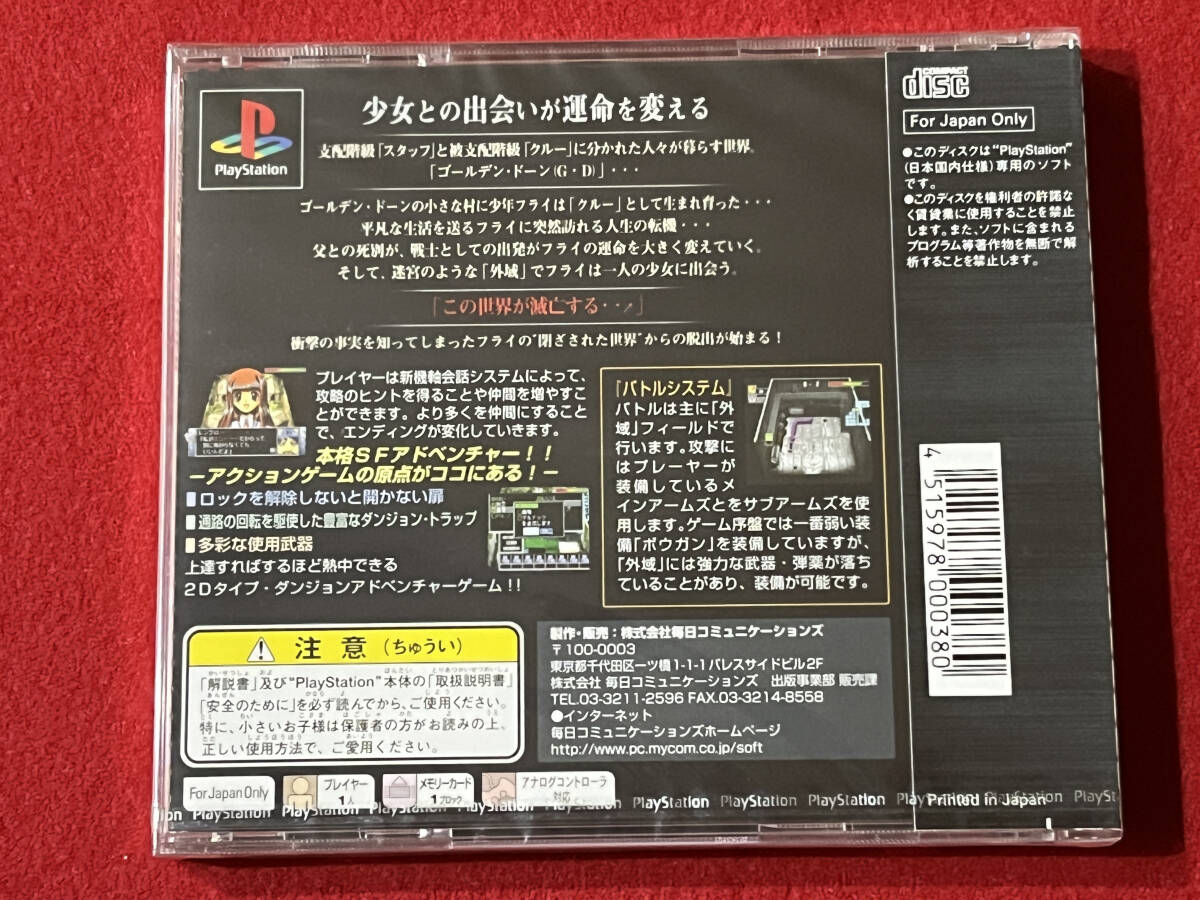 PlayStation
少女との出会いが運命を変える
支配階級「スタッフ」と被支配階級「クルー」に分かれた人々が暮らす世界。
「ゴールデン・ドーン(G・D)」・・・
ゴールデン・ドーンの小さな村に少年フライは「クルー」として生まれ育った・・・
平凡な生活を送るフライに突然訪れる人生の転機・・・
父との死別が、戦士としての出発がフライの運命を大きく変えていく。
そして、迷宮のような「外域」でフライは一人の少女に出会う。
「この世界が滅亡する・・」
衝撃の事実を知ってしまったフライの"閉ざされた世界"からの脱出が始まる!
プレイヤーは新機軸会話システムによって、
攻略のヒントを得ることや仲間を増やすこ
とができます。より多くを仲間にすること
で、エンディングが変化していきます。
本格SFアドベンチャー!!
−アクションゲームの原点がココにある!−
■ロックを解除しないと開かない扉
■通路の回転を駆使した豊富なダンジョン・トラップ
■多彩な使用武器
上達すればするほど熱中できる
2Dタイプ・ダンジョンアドベンチャーゲーム!!
『バトルシステム』
バトルは主に「外
域」フィールドで
行います。攻撃に
はプレーヤーが
装備しているメ
インアームズとをサブアームズを使
用します。ゲーム序盤では一番弱い装
備「ボウガン」を装備していますが、
「外域」には強力な武器・弾薬が落ち
ていることがあり、装備が可能です。
COMPACT
disc
For Japan Only
●このディスクは"PlayStation"
(日本国内仕様)専用のソフト
です。
●このディスクを権利者の許諾な
く賃貸業に使用することを禁止
します。また、ソフトに含まれる
プログラム等著作物を無断で解
析することを禁止します。
4 515978 000380
注意(ちゅうい)
「解説書」及び"PlayStation"本体の「取扱説明書」
「安全のために」を必ず読んでから、ご使用ください。
特に、小さいお子様は保護者の方がお読みの上、
正しい使用方法で、ご愛用ください。
製作・販売:株式会社毎日コミュニケーションズ
〒100-0003
東京都千代田区一ツ橋1-1-1パレスサイドビル2F
株式会社 毎日コミュニケーションズ 出版事業部 販売課
TEL.03-3211-2596 FAX.03-3214-8558
●インターネット
毎日コミュニケーションズホームページ
http://www.pc.mycom.co.jp/soft
For Japan Only
プレイヤー
1人
メモリーカード
1ブロック
アナログコントローラ
対応
PlayStation PlayStation PlayStation PlayStation
Printed in Japan